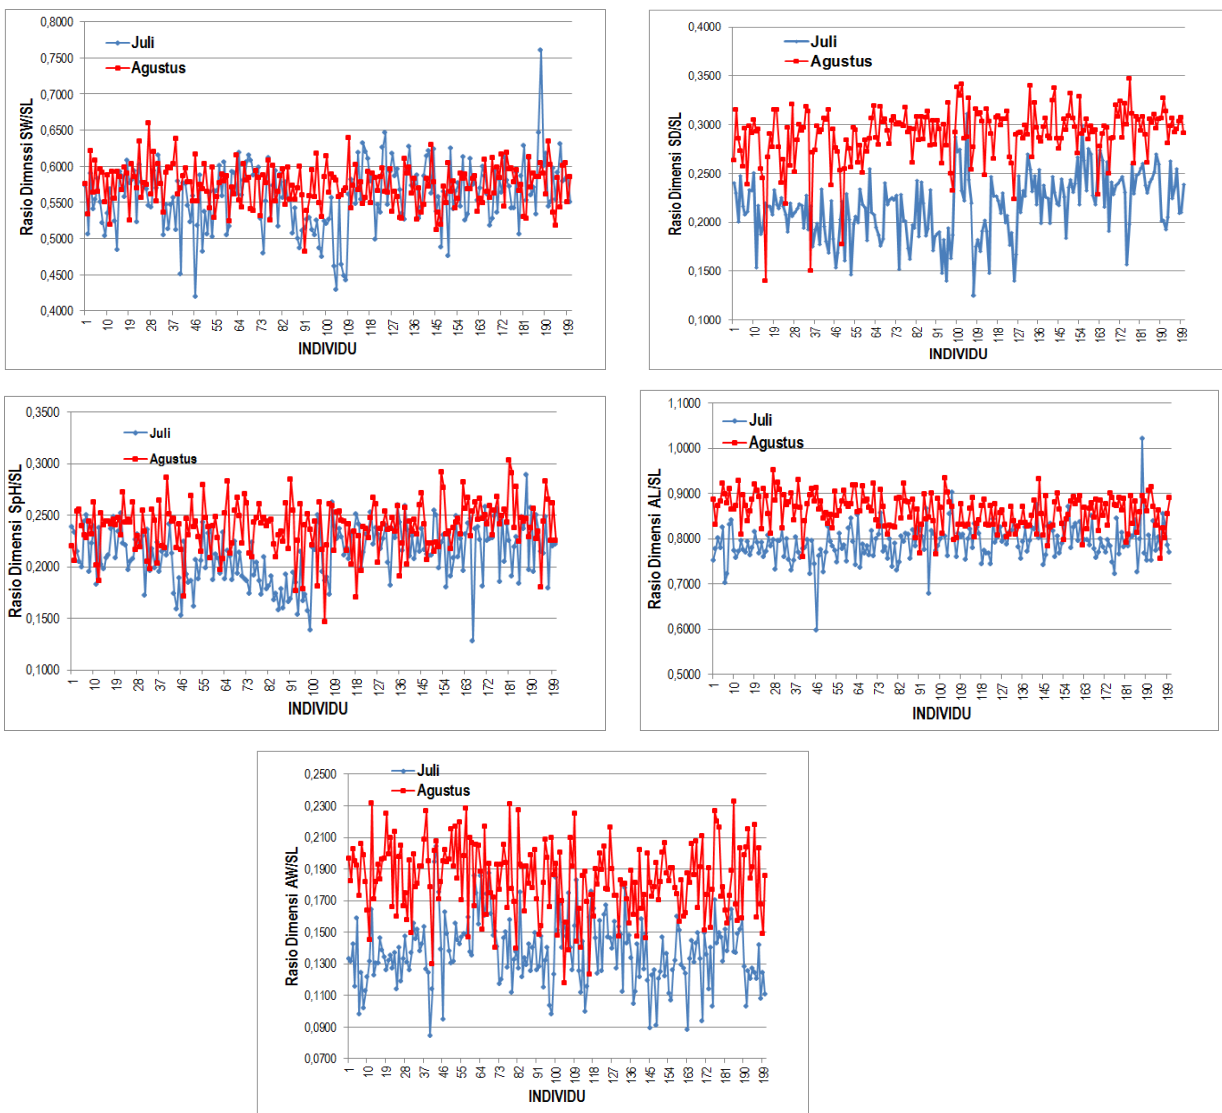 Rasio Dimnssi SW/SL
0,8000
0,7500
0,7000
0,6500
0,6000
0,5500
0,5000
0,4500
0,4000
Juli
Agustus
1 10 19 28 37 46 55 64 73 82 91 100 109 118 127 136 145 154 163 172 181 190 199
INDIVIDU
Rasio Dimensi SD/SL
0,4000
0,3500
0,3000
0,2500
0,2000
0,1500
0,1000
Juli
Agustus
1 10 19 28 37 46 55 64 73 82 91 100 109 118 127 136 145 154 163 172 181 190 199
INDIVIDU
Rasio Dimensi SpH/SL
0,3500
0,3000
0,2500
0,2000
0,1500
0,1000
Juli
Agustus
1 10 19 28 37 46 55 64 73 82 91 100 109 118 127 136 145 154 163 172 181 190 199
INDIVIDU
Rasio Dimensi AL/SL
1,1000
1,0000
0,9000
0,8000
0,7000
0,6000
0,5000
Juli
Agustus
1 10 19 28 37 46 55 64 73 82 91 100 109 118 127 136 145 154 163 172 181 190 199
INDIVIDU
Rasio Dimensi AW/SL
0,2500
0,2300
0,2100
0,1900
0,1700
0,1500
0,1300
0,1100
0,0900
0,0700
Juli
Agustus
1 10 19 28 37 46 55 64 73 82 91 100 109 118 127 136 145 154 163 172 181 190 199
INDIVIDU